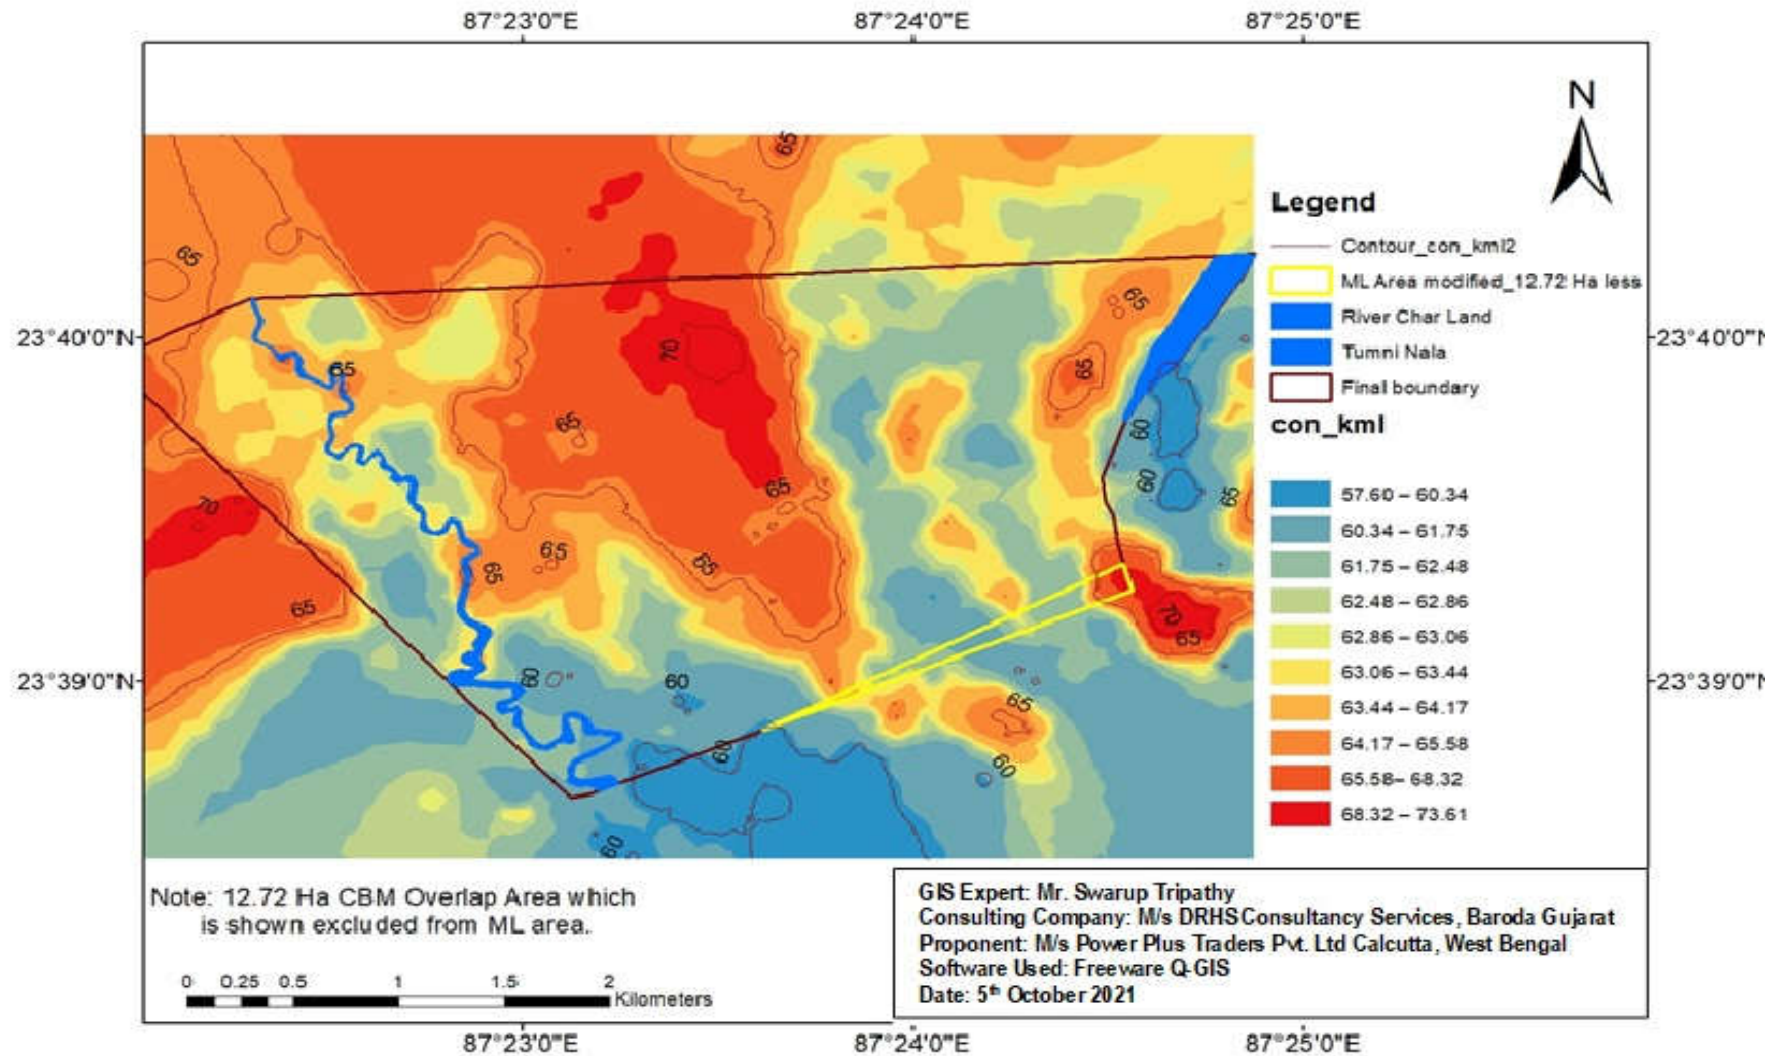 87°23'0"E 87°24'0"E 87°25'0"E
N
65
65
Legend
Contour_con_kml2
65
ML Area modified_12.72 Ha less
River Char Land
23°40'0"N 23°40'0"N
70
Tumni Nala
65 65
Final boundary
65
60
con_kml
60
65 65
57.60 – 60.34
70
60.34 – 61.75
65 65
61.75 – 62.48
65
65 70
62.48 – 62.86
65
62.86 – 63.06
23°39'0"N 60 60 23°39'0"N
63.06 – 63.44
65
63.44 – 64.17
60 60
64.17 – 65.58
65.58– 68.32
68.32 – 73.61
60
Note: 12.72 Ha CBM Overlap Area which
is shown excluded from ML area.
0 0.25 0.5 1 1.5 2
Kilometers
GIS Expert: Mr. Swarup Tripathy
Consulting Company: M/s DRHS Consultancy Services, Baroda Gujarat
Proponent: M/s Power Plus Traders Pvt. Ltd Calcutta, West Bengal
Software Used: Freeware Q-GIS
Date: 5th October 2021
87°23'0"E 87°24'0"E 87°25'0"E